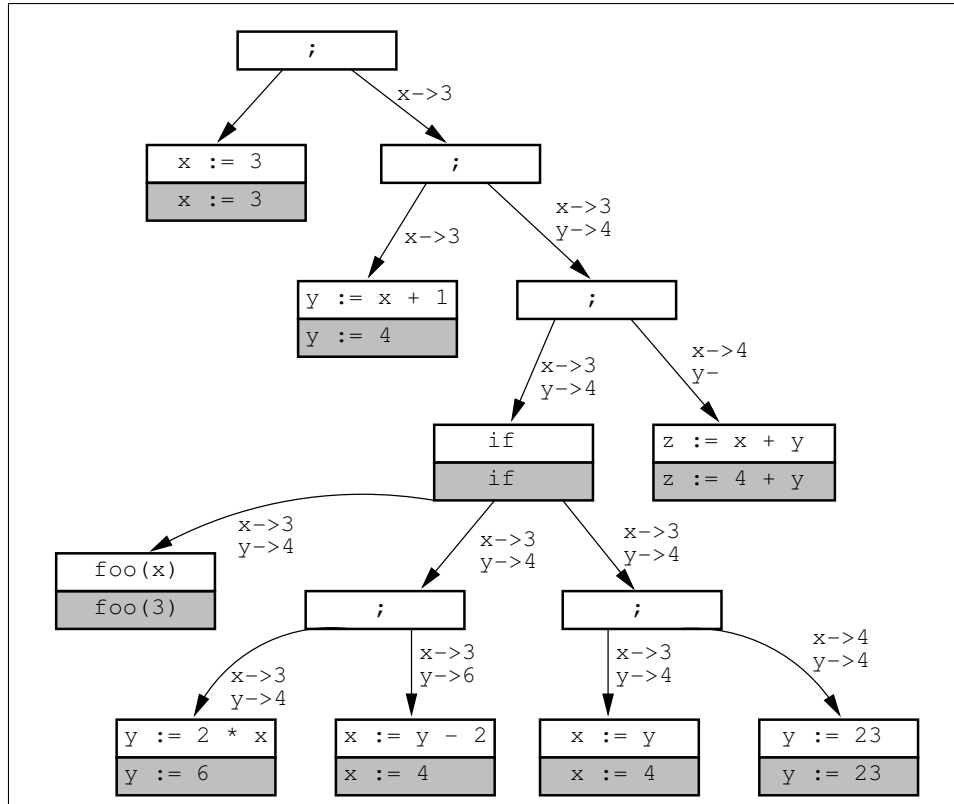 ;
x->3
x := 3
x := 3
;
x->3
x->3
y->4
y := x + 1
y := 4
;
x->3
y->4
x->4
y-
if
if
z := x + y
z := 4 + y
x->3
y->4
x->3
y->4
x->3
y->4
foo(x)
foo(3)
;
;
x->3
y->4
x->3
y->6
x->3
y->4
x->4
y->4
y := 2 * x
y := 6
x := y - 2
x := 4
x := y
x := 4
y := 23
y := 23